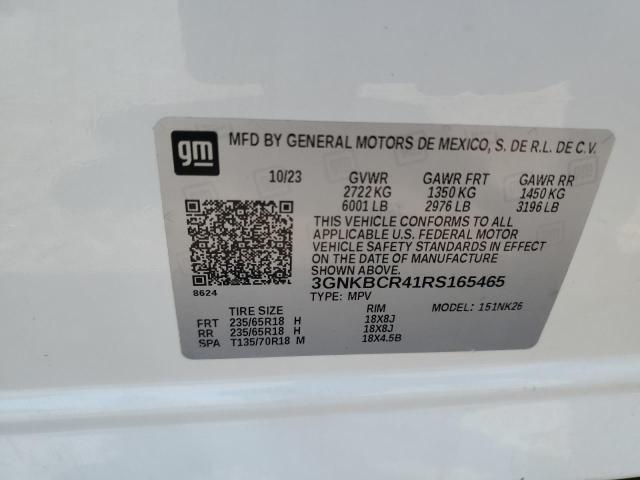 gm MFD BY GENERAL MOTORS DE MEXICO, S. DE R.L. DE C.V.
10/23 GVWR GAWR FRT GAWR RR
2722 KG 1350 KG 1450 KG
6001 LB 2976 LB 3196 LB
THIS VEHICLE CONFORMS TO ALL
APPLICABLE U.S. FEDERAL MOTOR
VEHICLE SAFETY STANDARDS IN EFFECT
ON THE DATE OF MANUFACTURE
SHOWN ABOVE.
3GNKBCR41RS165465
8624 TYPE: MPV MODEL: 151NK26
TIRE SIZE RIM
FRT 235/65R18 H 18X8J
RR 235/65R18 H 18X8J
SPA T135/70R18 M 18X4.5B